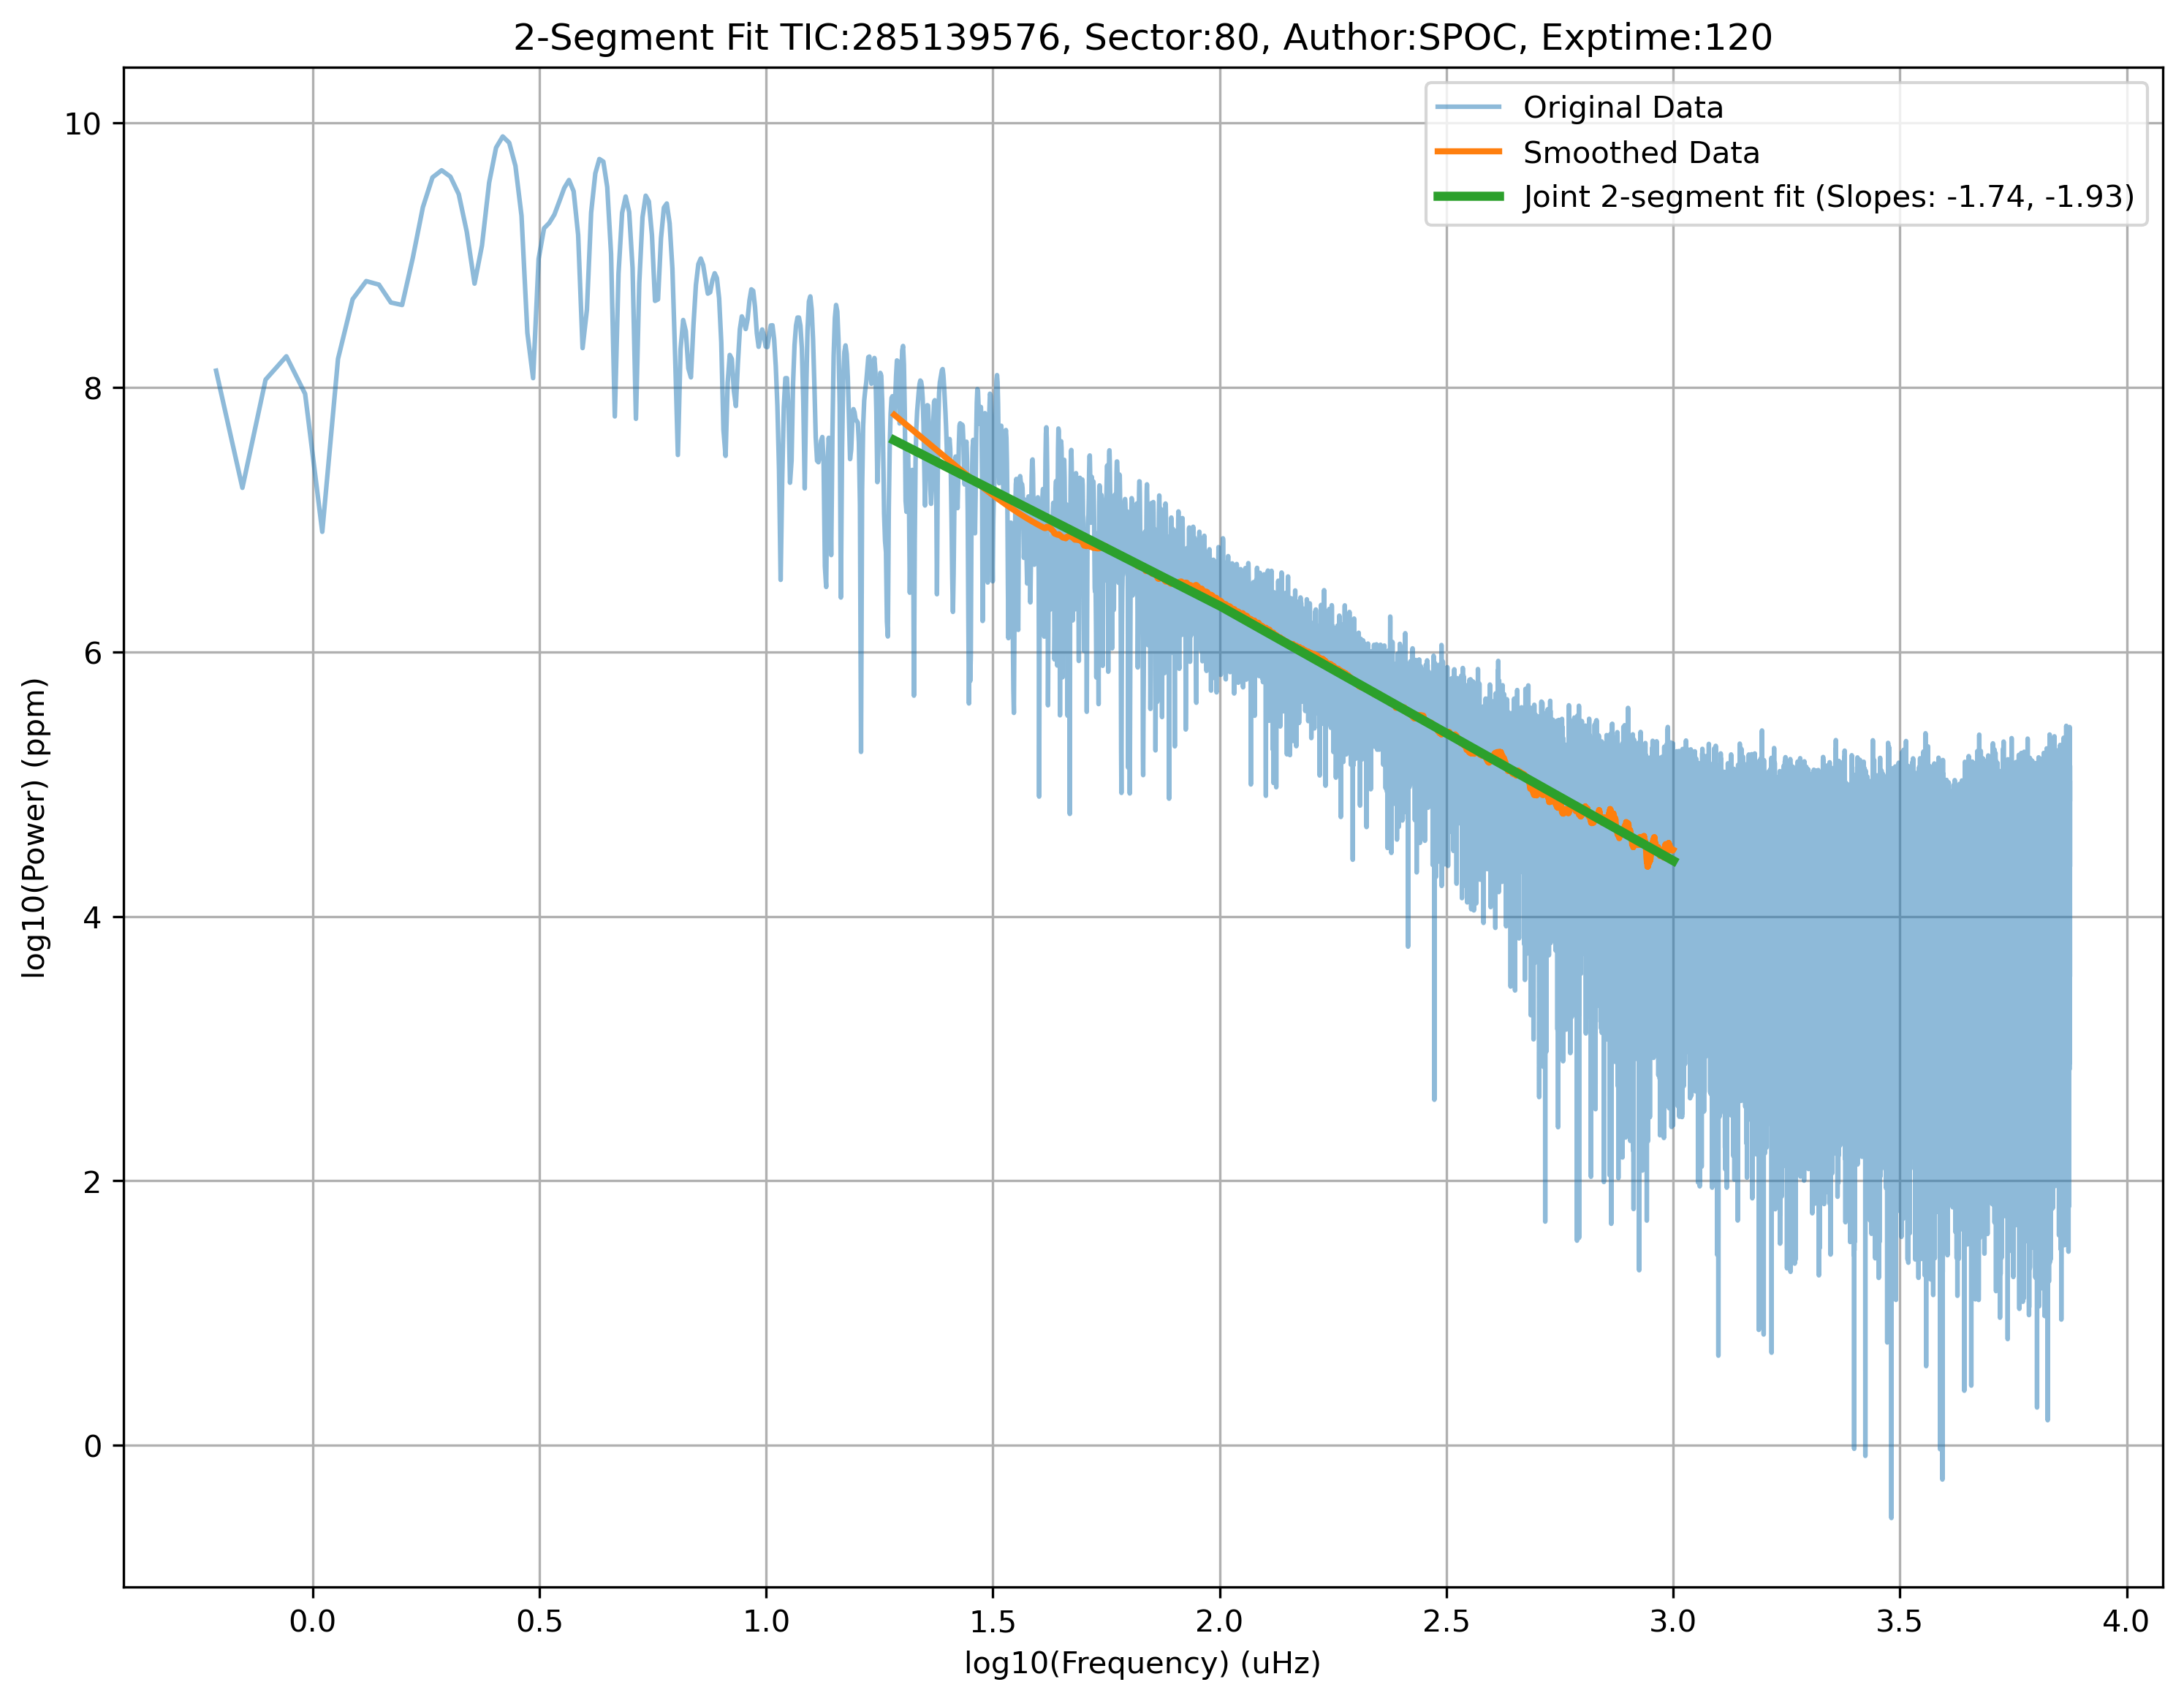 2-Segment Fit TIC:285139576, Sector:80, Author:SPOC, Exptime:120
Original Data
Smoothed Data
Joint 2-segment fit (Slopes: -1.74, -1.93)
10
8
6
4
2
0
log10(Power) (ppm)
0.0 0.5 1.0 1.5 2.0 2.5 3.0 3.5 4.0
log10(Frequency) (uHz)